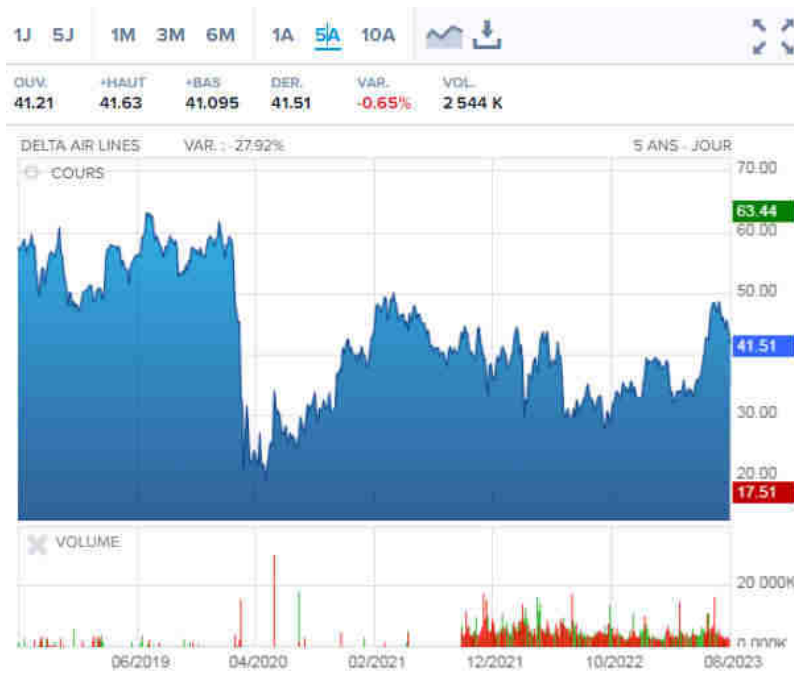 1J 5J 1M 3M 6M 1A 5A 10A
OUV. +HAUT +BAS DER. VAR. VOL.
41.21 41.63 41.095 41.51 -0.65% 2 544 K
DELTA AIR LINES VAR. : -27.92% 5 ANS - JOUR
COURS
70.00
63.44
60.00
50.00
41.51
30.00
20.00
17.51
VOLUME
20 000K
0.000K
06/2019 04/2020 02/2021 12/2021 10/2022 06/2023